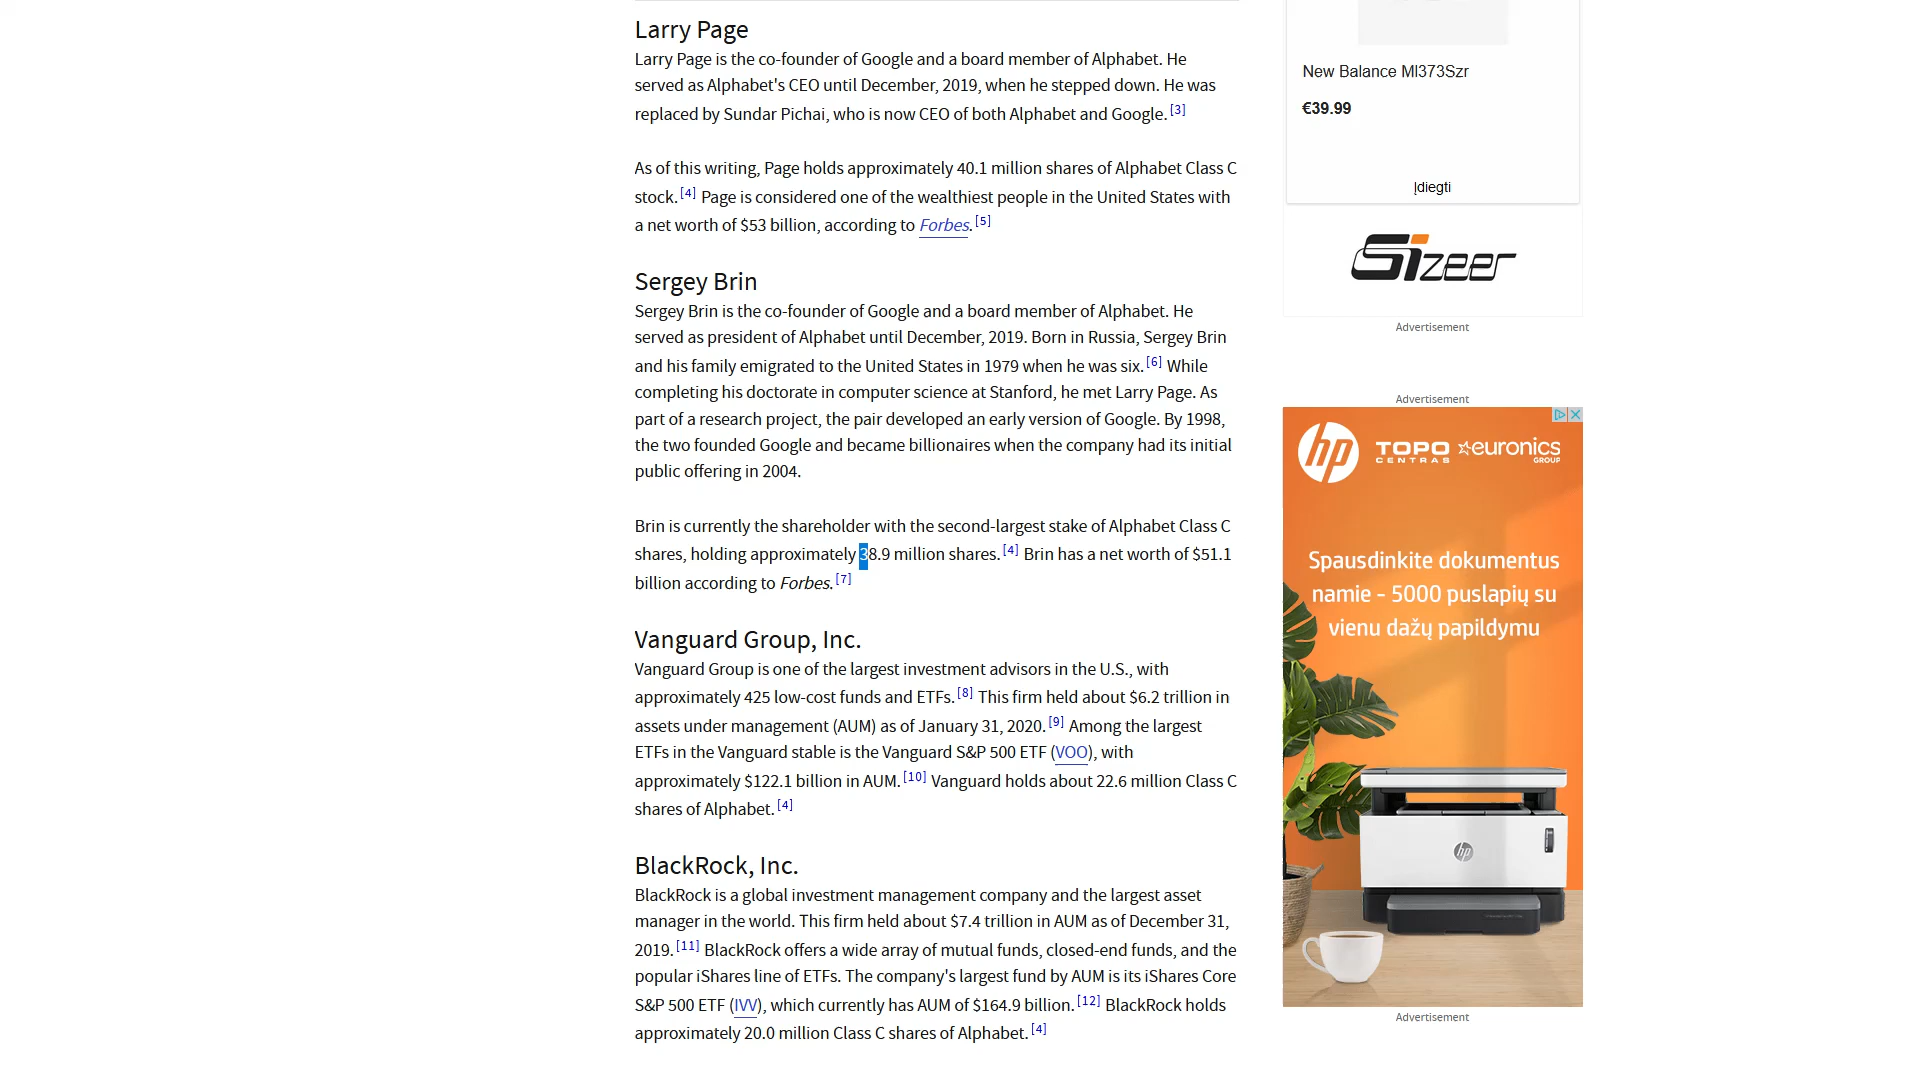 Larry Page
Larry Page is the co-founder of Google and a board member of Alphabet. He
served as Alphabet's CEO until December, 2019, when he stepped down. He was
replaced by Sundar Pichai, who is now CEO of both Alphabet and Google. [3]
As of this writing, Page holds approximately 40.1 million shares of Alphabet Class C
stock. [4] Page is considered one of the wealthiest people in the United States with
a net worth of $53 billion, according to Forbes. [5]
Sergey Brin
Sergey Brin is the co-founder of Google and a board member of Alphabet. He
served as president of Alphabet until December, 2019. Born in Russia, Sergey Brin
and his family emigrated to the United States in 1979 when he was six. [6] While
completing his doctorate in computer science at Stanford, he met Larry Page. As
part of a research project, the pair developed an early version of Google. By 1998,
the two founded Google and became billionaires when the company had its initial
public offering in 2004.
Brin is currently the shareholder with the second-largest stake of Alphabet Class C
shares, holding approximately 38.9 million shares. [4] Brin has a net worth of $51.1
billion according to Forbes. [7]
Vanguard Group, Inc.
Vanguard Group is one of the largest investment advisors in the U.S., with
approximately 425 low-cost funds and ETFs. [8] This firm held about $6.2 trillion in
assets under management (AUM) as of January 31, 2020. [9] Among the largest
ETFs in the Vanguard stable is the Vanguard S&P 500 ETF (VOO), with
approximately $122.1 billion in AUM. [10] Vanguard holds about 22.6 million Class C
shares of Alphabet. [4]
BlackRock, Inc.
BlackRock is a global investment management company and the largest asset
manager in the world. This firm held about $7.4 trillion in AUM as of December 31,
2019. [11] BlackRock offers a wide array of mutual funds, closed-end funds, and the
popular iShares line of ETFs. The company's largest fund by AUM is its iShares Core
S&P 500 ETF (IVV), which currently has AUM of $164.9 billion. [12] BlackRock holds
approximately 20.0 million Class C shares of Alphabet. [4]
New Balance Ml373Szr
€39.99
Įdiegti
Sizeer
Advertisement
Advertisement
hp TOPO CENTRAS euronics GROUP
Spausdinkite dokumentus
namie - 5000 puslapių su
vienu dažų papildymu
hp
Advertisement